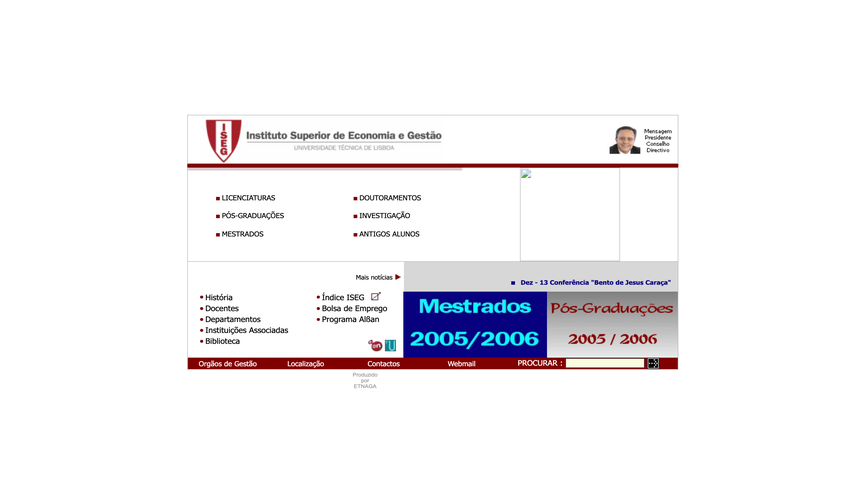 ISEG
Instituto Superior de Economia e Gestão
UNIVERSIDADE TÉCNICA DE LISBOA
Mensagem
Presidente
Conselho
Directivo
LICENCIATURAS
DOUTORAMENTOS
PÓS-GRADUAÇÕES
INVESTIGAÇÃO
MESTRADOS
ANTIGOS ALUNOS
Mais notícias
Dez - 13 Conferência "Bento de Jesus Caraça"
História
Docentes
Departamentos
Instituições Associadas
Biblioteca
Índice ISEG
Bolsa de Emprego
Programa Alßan
Mestrados
2005/2006
Pós-Graduações
2005 / 2006
Orgãos de Gestão
Localização
Contactos
Webmail
PROCURAR :
Produzido
por
ETNAGA